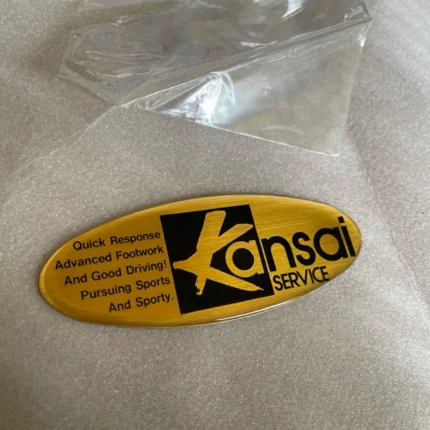 Quick Response
Advanced Footwork
And Good Driving!
Pursuing Sports
And Sporty.
Kansai
SERVICE